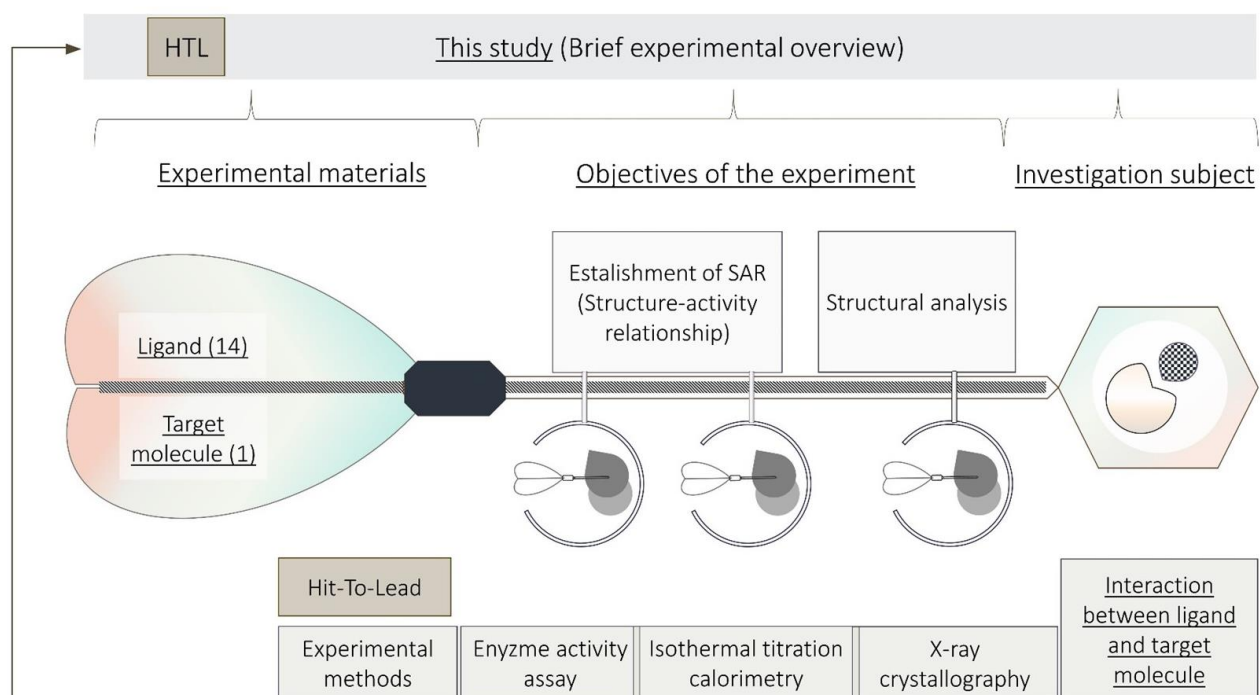 HTL
This study (Brief experimental overview)
Experimental materials
Objectives of the experiment
Investigation subject
Ligand (14)
Target
molecule (1)
Estalishment of SAR
(Structure-activity
relationship)
Structural analysis
Hit-To-Lead
Experimental
methods
Enyzme activity
assay
Isothermal titration
calorimetry
X-ray
crystallography
Interaction
between ligand
and target
molecule